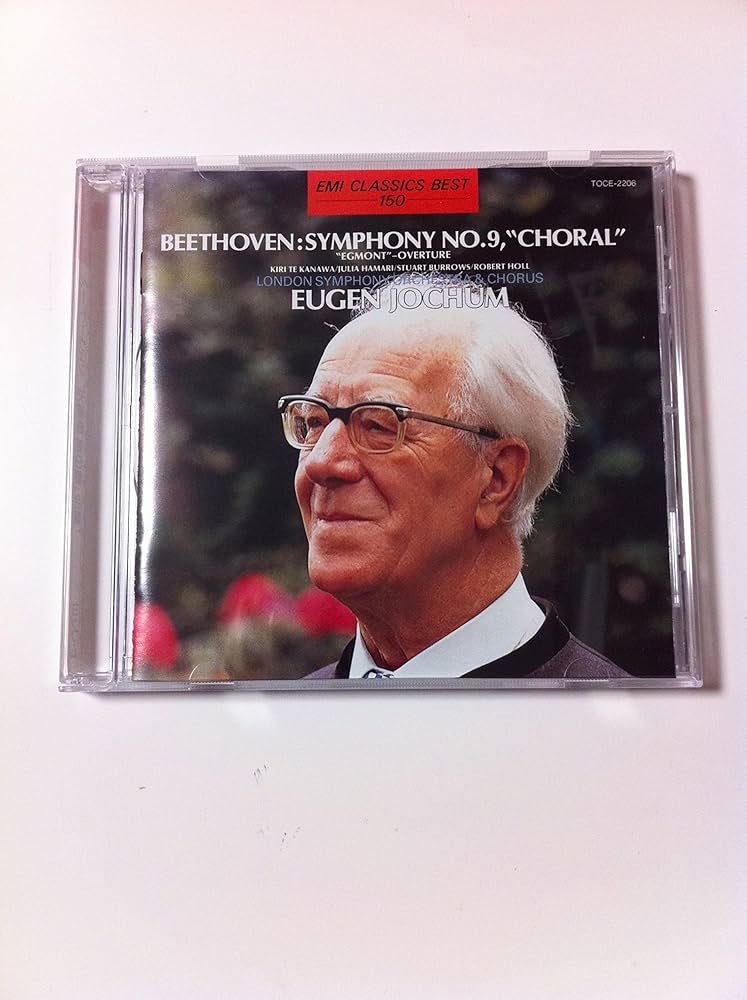 EMI CLASSICS BEST
150
TOCE-2206
BEETHOVEN:SYMPHONY NO.9,“CHORAL”
“EGMONT”–OVERTURE
KIRI TE KANAWA/JULIA HAMARI/STUART BURROWS/ROBERT HOLL
LONDON SYMPHONY ORCHESTRA & CHORUS
EUGEN JOCHUM